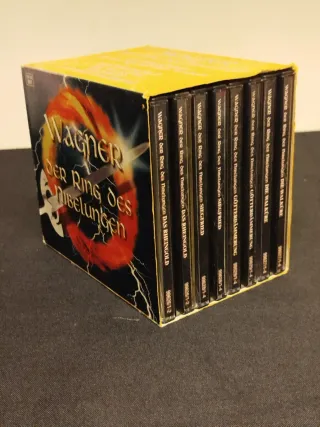 WAGNER
DER RING DES
NIBELUNGEN
WAGNER DER RING DES NIBELUNGEN DAS RHEINGOLD
WAGNER DER RING DES NIBELUNGEN DAS RHEINGOLD
WAGNER DER RING DES NIBELUNGEN SIEGFRIED
WAGNER DER RING DES NIBELUNGEN SIEGFRIED
WAGNER DER RING DES NIBELUNGEN GÖTTERDÄMMERUNG
WAGNER DER RING DES NIBELUNGEN GÖTTERDÄMMERUNG
WAGNER DER RING DES NIBELUNGEN DIE WALKÜRE
WAGNER DER RING DES NIBELUNGEN DIE WALKÜRE